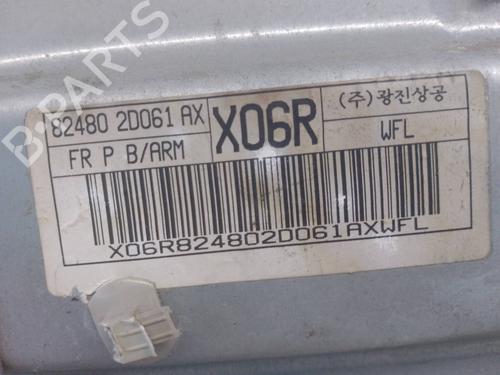 B-PARTS
82480 2D061 AX
X06R
(주)광진상공
FR P B/ARM
WFL
X06R824802D061AXWFL